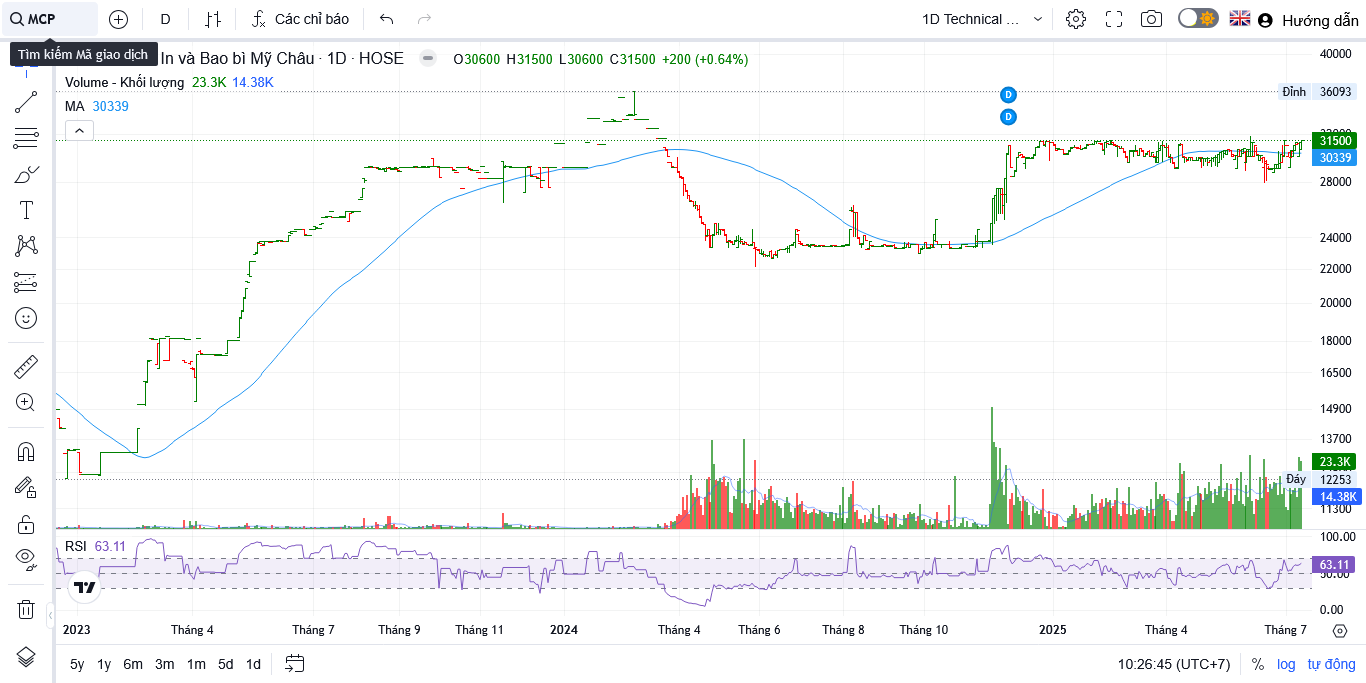 MCP
D
Các chỉ báo
1D Technical ...
Hướng dẫn
Tìm kiếm Mã giao dịch
In và Bao bì Mỹ Châu · 1D · HOSE
O30600 H31500 L30600 C31500 +200 (+0.64%)
Volume - Khối lượng 23.3K 14.38K
MA 30339
D
D
40000
Đỉnh 36093
31500
30339
28000
24000
22000
20000
18000
16500
14900
13700
23.3K
Đáy 12253
14.38K
11300
RSI 63.11
100.00
63.11
50.00
0.00
2023 Tháng 4 Tháng 7 Tháng 9 Tháng 11 2024 Tháng 4 Tháng 6 Tháng 8 Tháng 10 2025 Tháng 4 Tháng 7
5y 1y 6m 3m 1m 5d 1d
10:26:45 (UTC+7) % log tự động